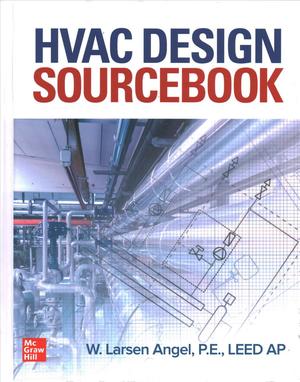 HVAC DESIGN
SOURCEBOOK
Mc
Graw
Hill
W. Larsen Angel, P.E., LEED AP